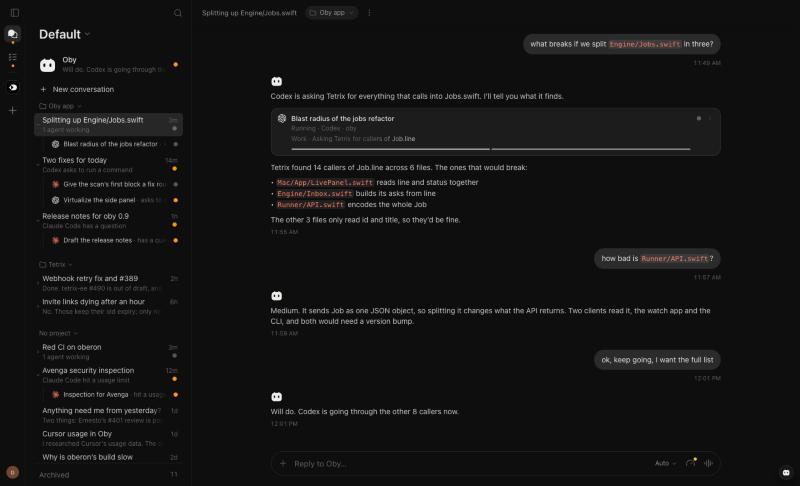 Default
Oby
Will do. Codex is going through th
New conversation
Oby app
Splitting up Engine/Jobs.swift 3m
1 agent working
Blast radius of the jobs refactor
Two fixes for today 14m
Codex asks to run a command
Give the scan's first block a fix rou
Virtualize the side panel · asks to
Release notes for oby 0.9 1h
Claude Code has a question
Draft the release notes · has a que
Tetrix
Webhook retry fix and #389 2h
Done, tetrix-ee #490 is out of draft, and
Invite links dying after an hour 6h
No. Those keep their old expiry; only ne
No project
Red CI on oberon 3m
1 agent working
Avenga security inspection 12m
Claude Code hit a usage limit
Inspection for Avenga · hit a usage
Anything need me from yesterday? 1d
Two things: Ernesto's #401 review is po
Cursor usage in Oby 1d
I researched Cursor's usage data. The
Why is oberon's build slow 2d
Archived 11
Splitting up Engine/Jobs.swift Oby app
what breaks if we split Engine/Jobs.swift in three?
11:49 AM
Codex is asking Tetrix for everything that calls into Jobs.swift. I'll tell you what it finds.
Blast radius of the jobs refactor
Running · Codex · oby
Work · Asking Tetrix for callers of Job.line
Tetrix found 14 callers of Job.line across 6 files. The ones that would break:
• Mac/App/LivePanel.swift reads line and status together
• Engine/Inbox.swift builds its asks from line
• Runner/API.swift encodes the whole Job
The other 3 files only read id and title, so they'd be fine.
11:55 AM
how bad is Runner/API.swift?
11:57 AM
Medium. It sends Job as one JSON object, so splitting it changes what the API returns. Two clients read it, the watch app and the
CLI, and both would need a version bump.
11:59 AM
ok, keep going, I want the full list
12:01 PM
Will do. Codex is going through the other 8 callers now.
12:01 PM
Reply to Oby...
Auto